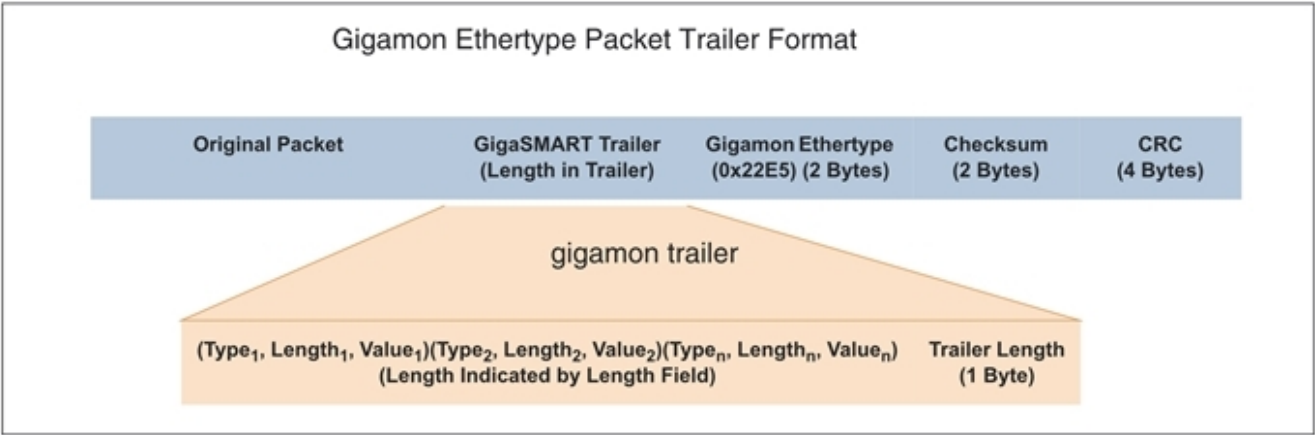 Gigamon Ethertype Packet Trailer Format
Original Packet
GigaSMART Trailer
(Length in Trailer)
Gigamon Ethertype
(0x22E5) (2 Bytes)
Checksum
(2 Bytes)
CRC
(4 Bytes)
gigamon trailer
(Type₁, Length₁, Value₁)(Type₂, Length₂, Value₂)(Typeₙ, Lengthₙ, Valueₙ)
(Length Indicated by Length Field)
Trailer Length
(1 Byte)